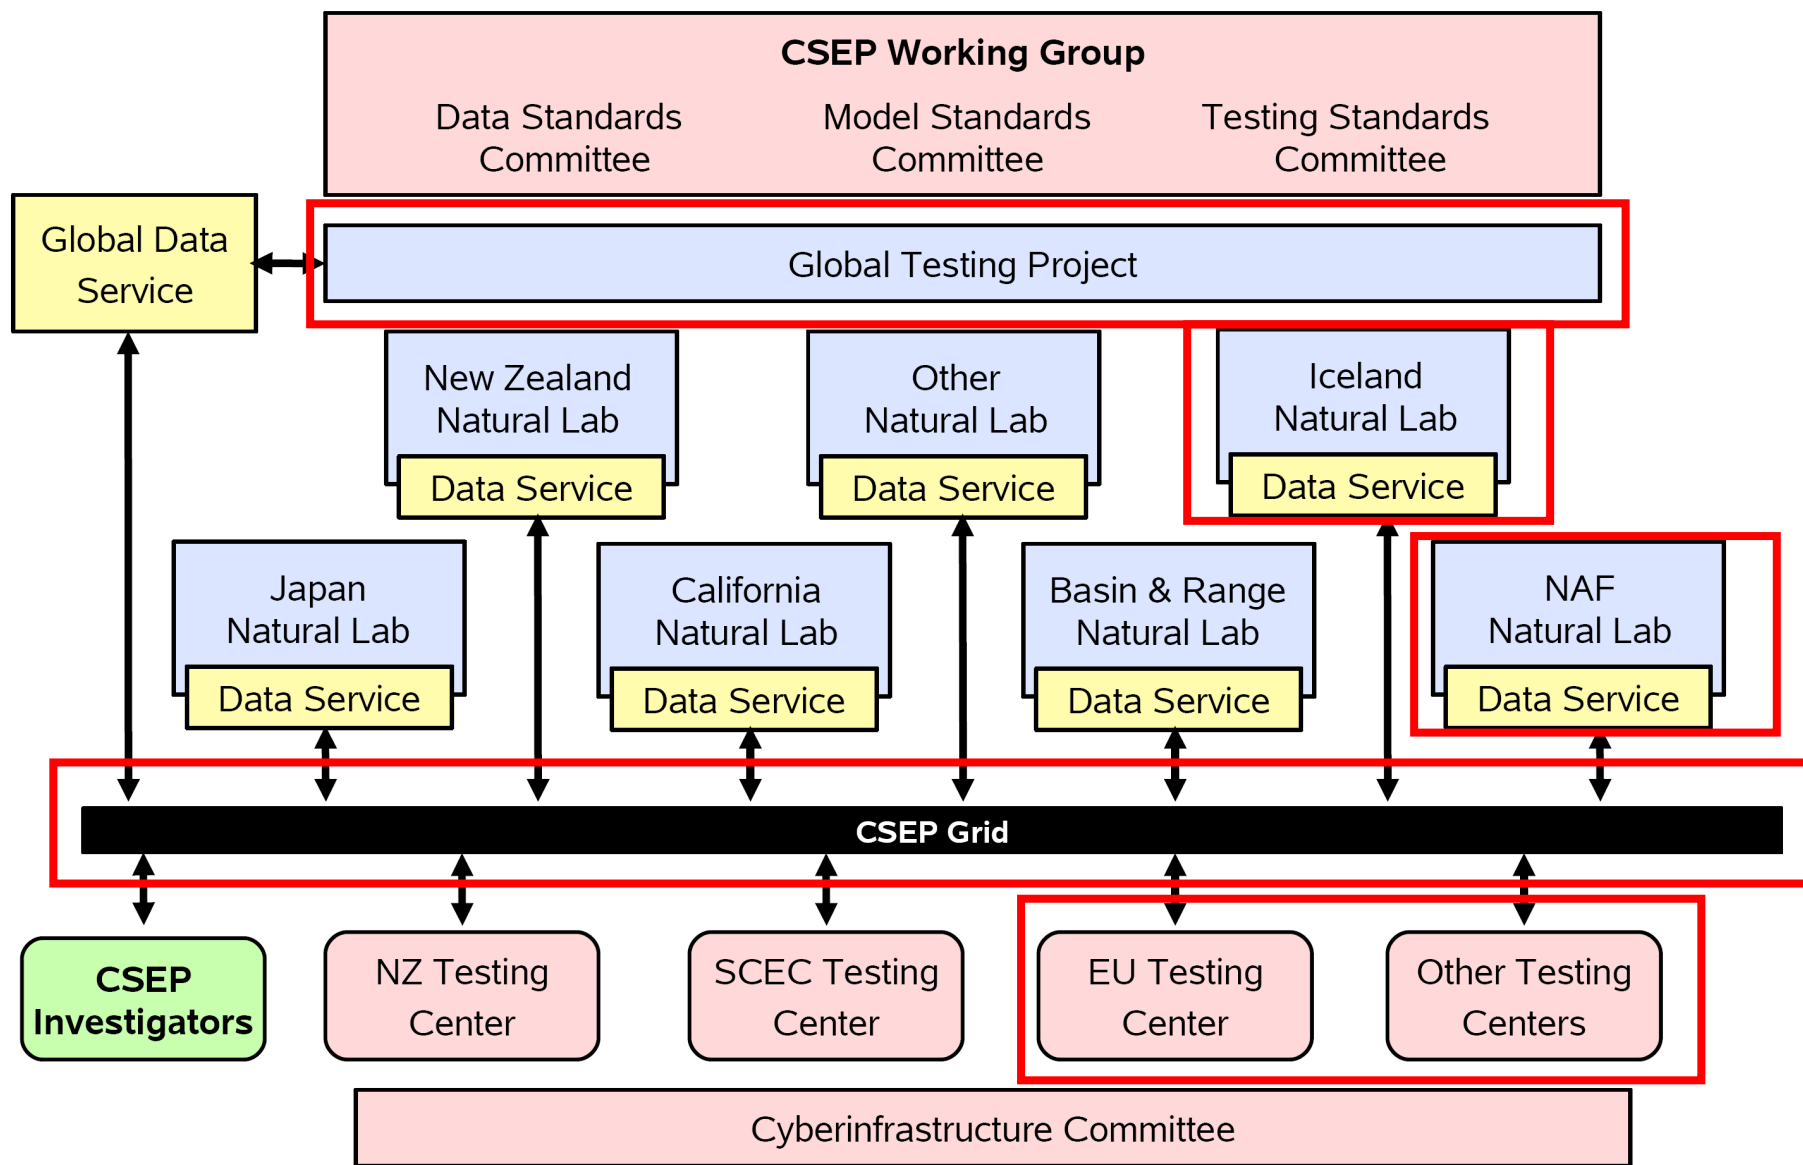 CSEP Working Group
Data Standards
Committee
Model Standards
Committee
Testing Standards
Committee
Global Data
Service
Global Testing Project
New Zealand
Natural Lab
Data Service
Other
Natural Lab
Data Service
Iceland
Natural Lab
Data Service
Japan
Natural Lab
Data Service
California
Natural Lab
Data Service
Basin & Range
Natural Lab
Data Service
NAF
Natural Lab
Data Service
CSEP Grid
CSEP
Investigators
NZ Testing
Center
SCEC Testing
Center
EU Testing
Center
Other Testing
Centers
Cyberinfrastructure Committee